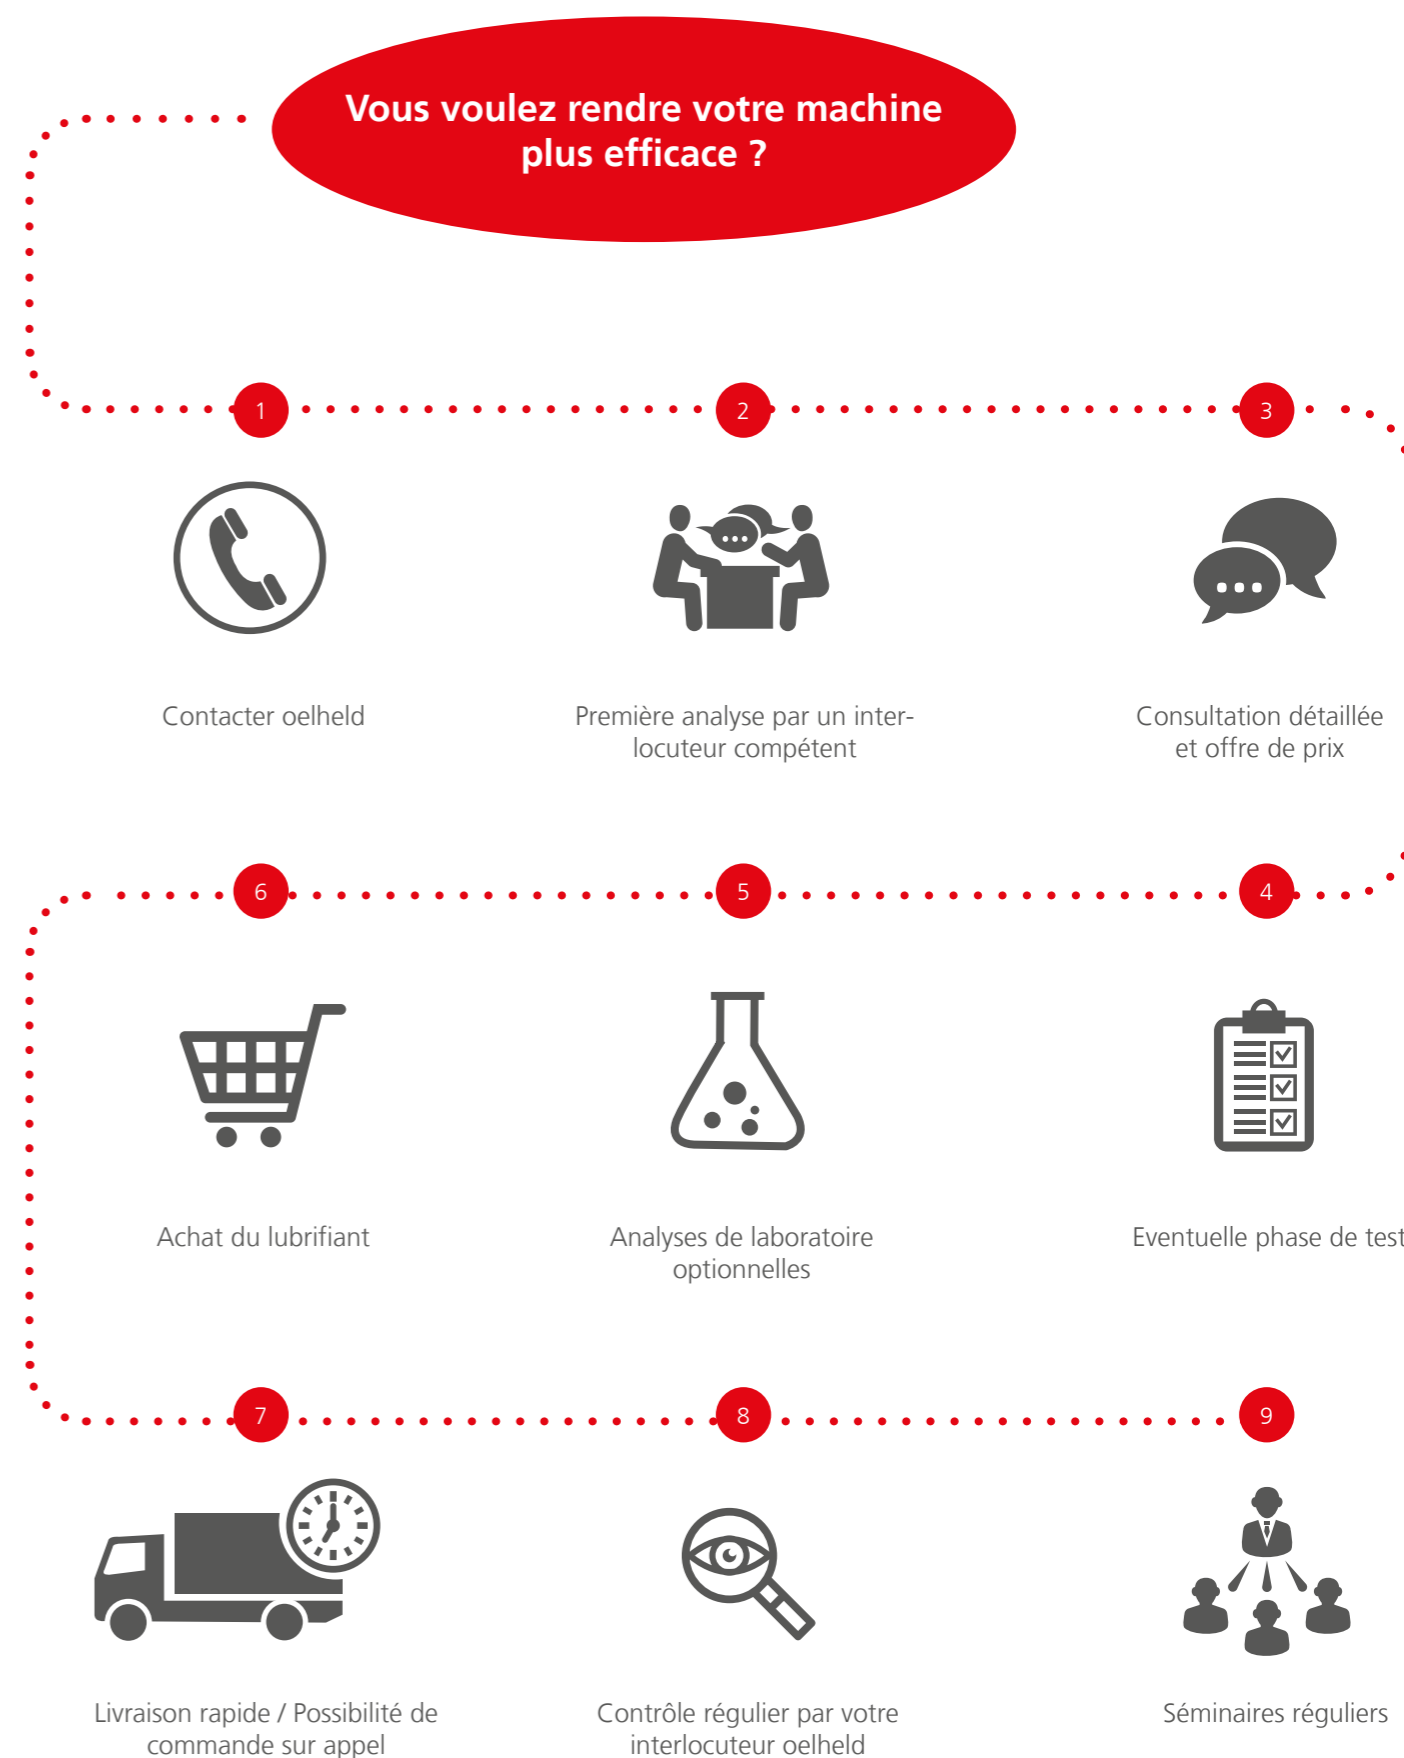 Vous voulez rendre votre machine
plus efficace ?
1
2
3
Contacter oelheld
Première analyse par un inter-
locuteur compétent
Consultation détaillée
et offre de prix
6
5
4
Achat du lubrifiant
Analyses de laboratoire
optionnelles
Eventuelle phase de test
7
8
9
Livraison rapide / Possibilité de
commande sur appel
Contrôle régulier par votre
interlocuteur oelheld
Séminaires réguliers